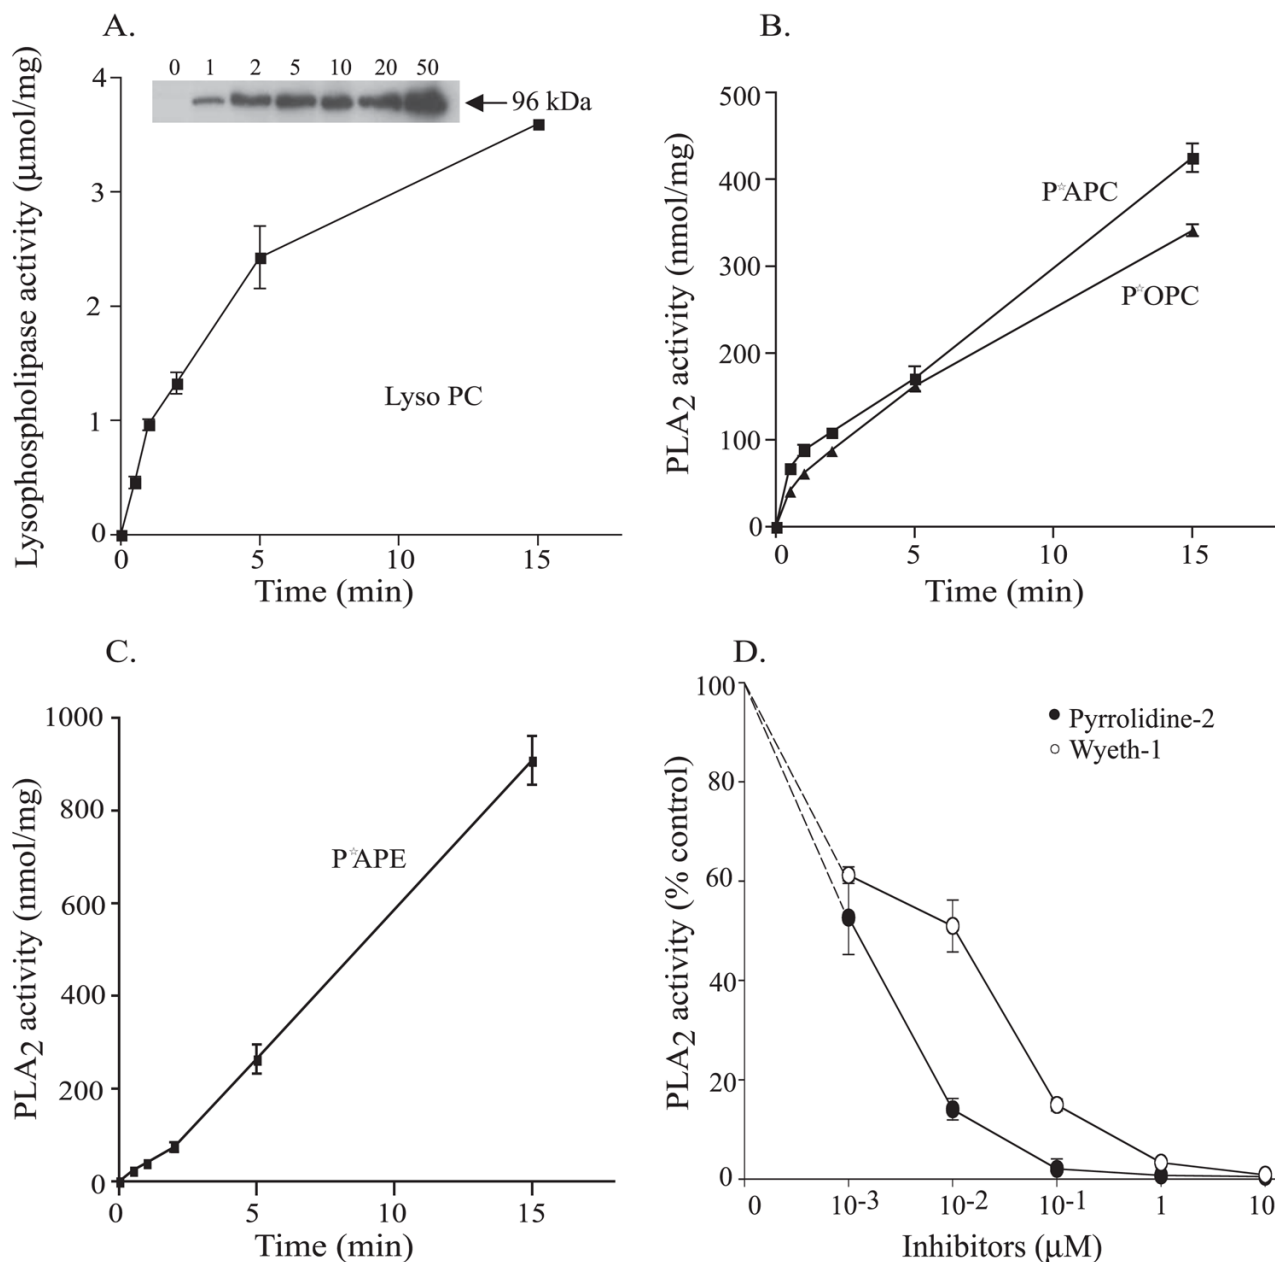 A.
0 1 2 5 10 20 50
96 kDa
Lysophospholipase activity (μmol/mg)
4
3
2
1
0
Lyso PC
0 5 10 15
Time (min)
B.
PLA2 activity (nmol/mg)
500
400
300
200
100
0
P☆APC
P☆OPC
0 5 10 15
Time (min)
C.
PLA2 activity (nmol/mg)
1000
800
600
400
200
0
P☆APE
0 5 10 15
Time (min)
D.
PLA2 activity (% control)
100
80
60
40
20
0
Pyrrolidine-2
Wyeth-1
0 10-3 10-2 10-1 1 10
Inhibitors (μM)